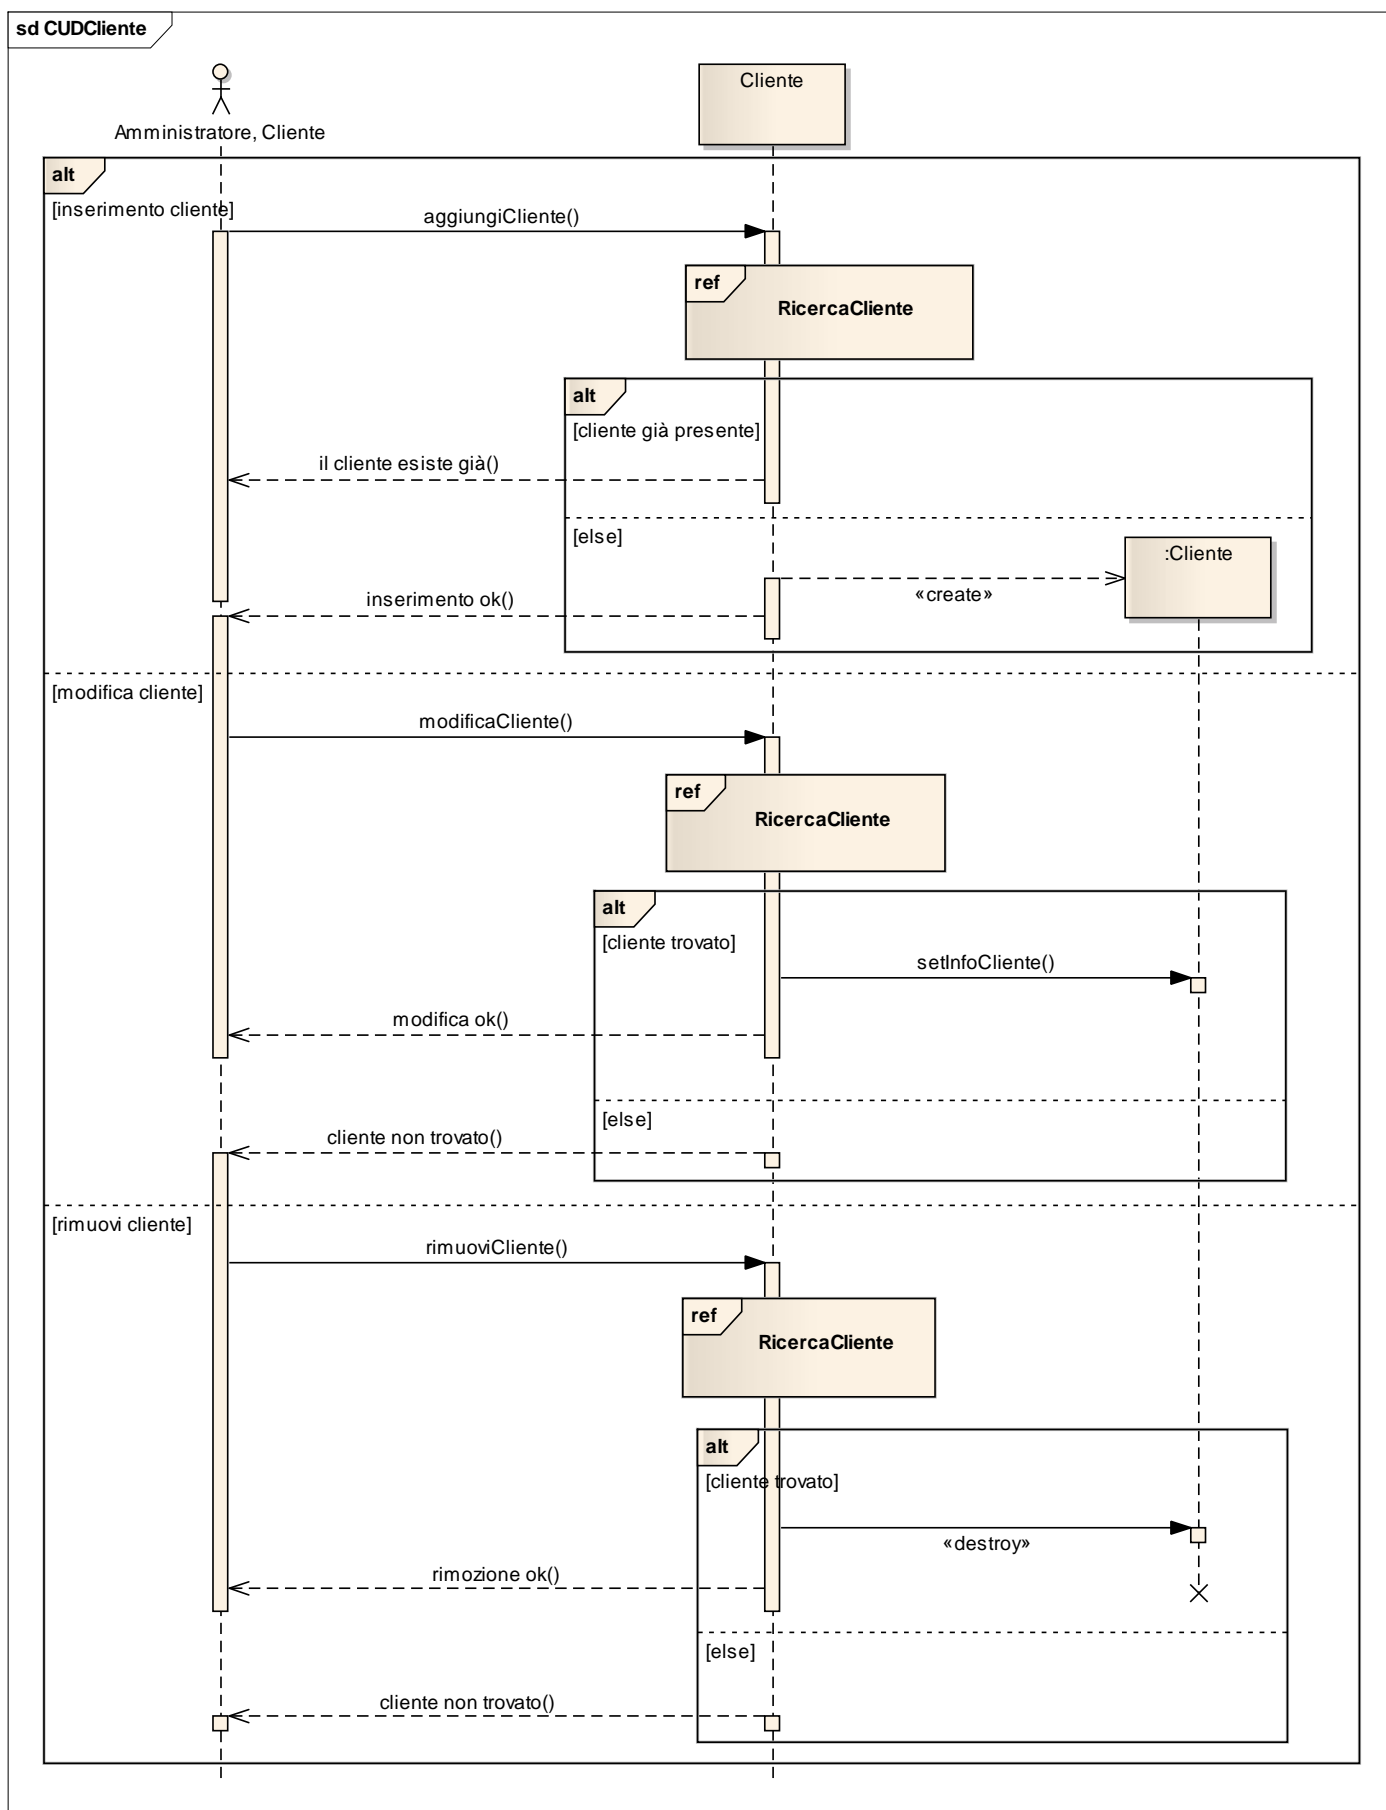 sd CUDCliente
Amministratore, Cliente
Cliente
alt
[inserimento cliente]
aggiungiCliente()
ref
RicercaCliente
alt
[cliente già presente]
il cliente esiste già()
[else]
:Cliente
«create»
inserimento ok()
[modifica cliente]
modificaCliente()
ref
RicercaCliente
alt
[cliente trovato]
setInfoCliente()
modifica ok()
[else]
cliente non trovato()
[rimuovi cliente]
rimuoviCliente()
ref
RicercaCliente
alt
[cliente trovato]
«destroy»
rimozione ok()
[else]
cliente non trovato()